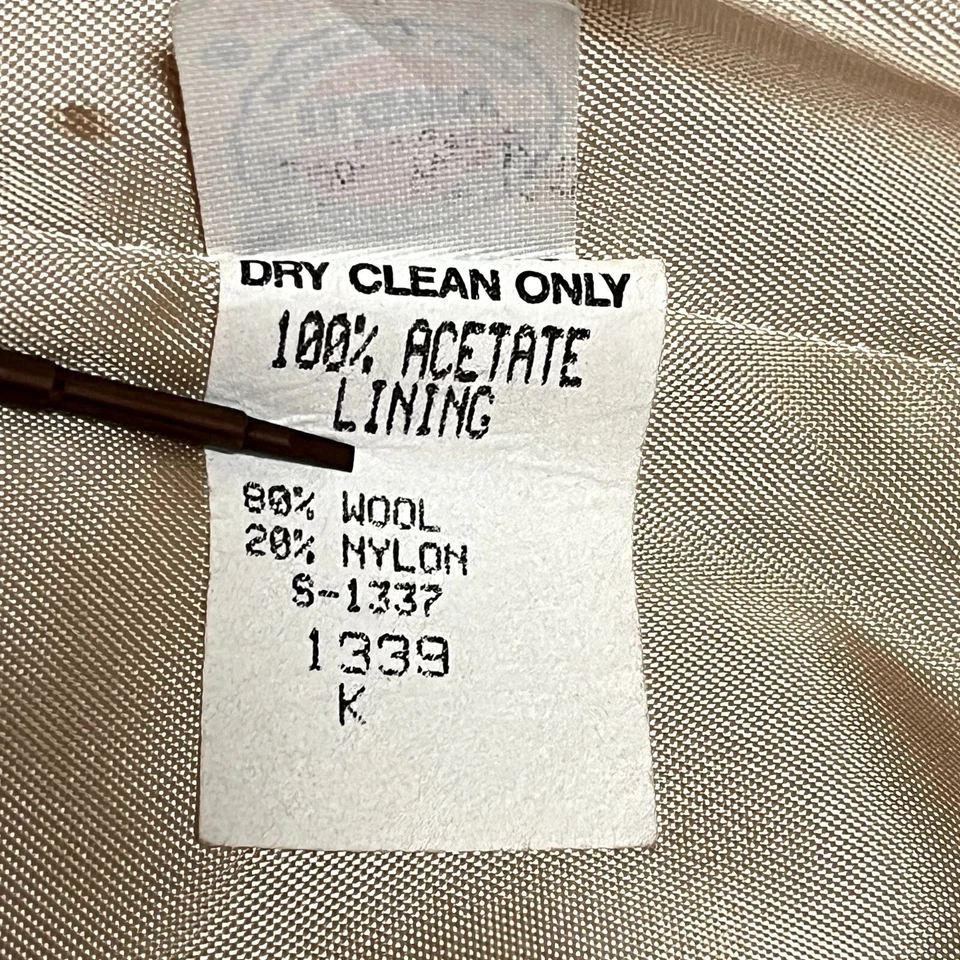 DRY CLEAN ONLY
100% ACETATE
LINING
80% WOOL
20% NYLON
S-1337
1339
K